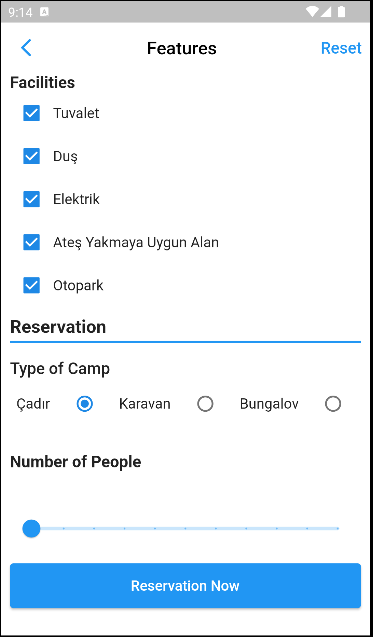 9:14
Features Reset
Facilities
Tuvalet
Duş
Elektrik
Ateş Yakmaya Uygun Alan
Otopark
Reservation
Type of Camp
Çadır Karavan Bungalov
Number of People
Reservation Now